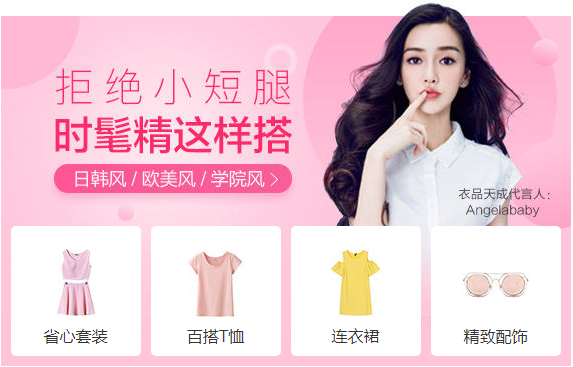 拒绝小短腿
时髦精这样搭
日韩风 / 欧美风 / 学院风 >
衣品天成代言人:
Angelababy
省心套装
百搭T恤
连衣裙
精致配饰